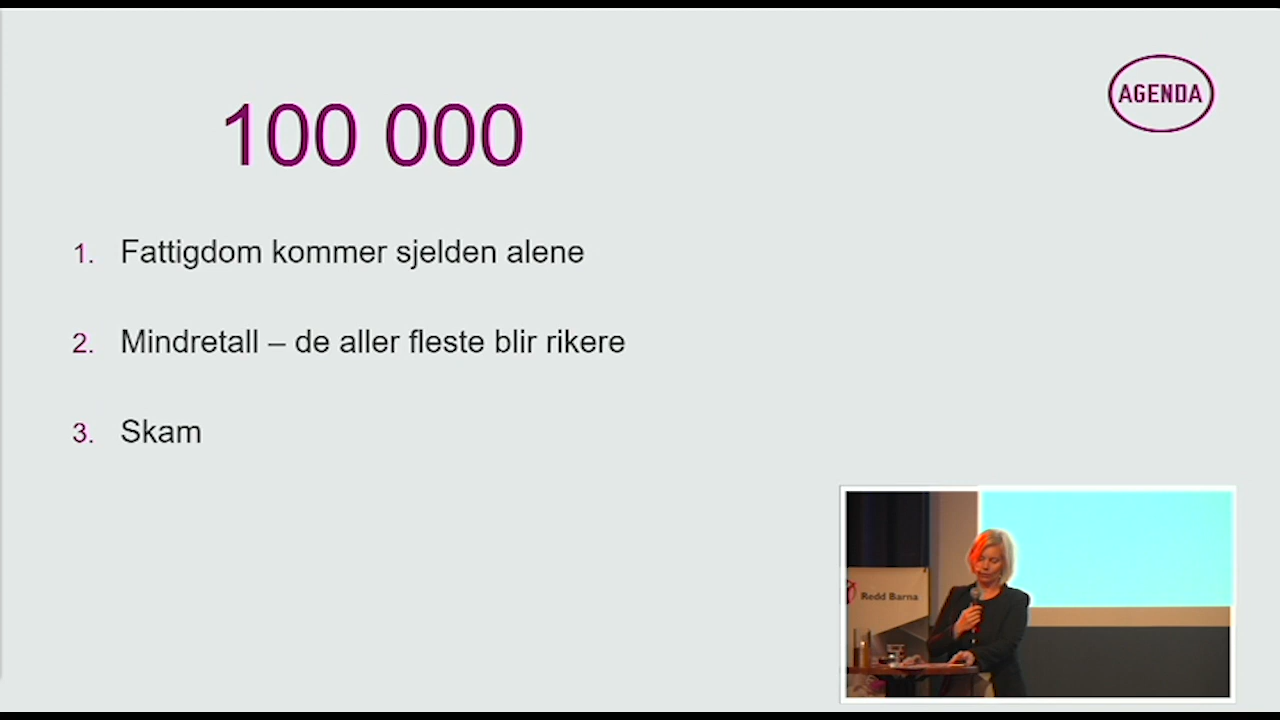 AGENDA
100 000
1. Fattigdom kommer sjelden alene
2. Mindretall – de aller fleste blir rikere
3. Skam
Redd Barna